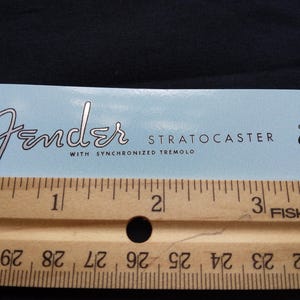 Fender STRATOCASTER
WITH SYNCHRONIZED TREMOLO
1 2 3 FISK
29 28 27 26 25 24 23 22